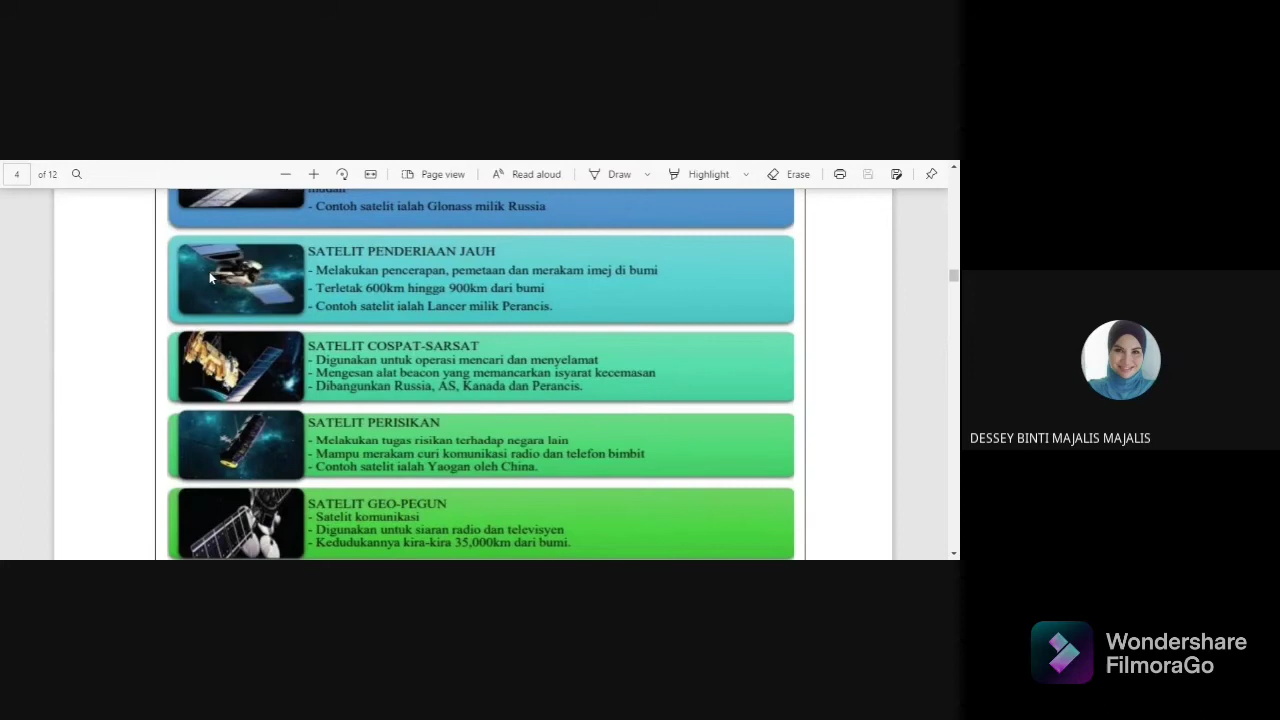 4 of 12 Page view Read aloud Draw Highlight Erase
- Contoh satelit ialah Glonass milik Russia
SATELIT PENDERIAAN JAUH
- Melakukan pencerapan, pemetaan dan merakam imej di bumi
- Terletak 600km hingga 900km dari bumi
- Contoh satelit ialah Lancer milik Perancis.
SATELIT COSPAT-SARSAT
- Digunakan untuk operasi mencari dan menyelamat
- Mengesan alat beacon yang memancarkan isyarat kecemasan
- Dibangunkan Russia, AS, Kanada dan Perancis.
SATELIT PERISIKAN
- Melakukan tugas risikan terhadap negara lain
- Mampu merakam curi komunikasi radio dan telefon bimbit
- Contoh satelit ialah Yaogan oleh China.
SATELIT GEO-PEGUN
- Satelit komunikasi
- Digunakan untuk siaran radio dan televisyen
- Kedudukannya kira-kira 35,000km dari bumi.
DESSEY BINTI MAJALIS MAJALIS
Wondershare
FilmoraGo